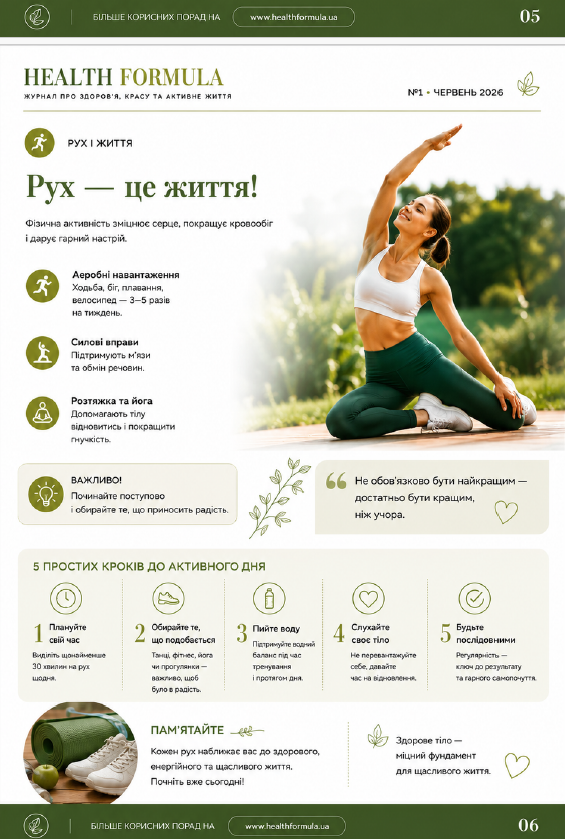 БІЛЬШЕ КОРИСНИХ ПОРАД НА
www.healthformula.ua
05
HEALTH FORMULA
ЖУРНАЛ ПРО ЗДОРОВ'Я, КРАСУ ТА АКТИВНЕ ЖИТТЯ
№1 • ЧЕРВЕНЬ 2026
РУХ І ЖИТТЯ
Рух — це життя!
Фізична активність зміцнює серце, покращує кровообіг
і дарує гарний настрій.
Аеробні навантаження
Ходьба, біг, плавання,
велосипед — 3–5 разів
на тиждень.
Силові вправи
Підтримують м'язи
та обмін речовин.
Розтяжка та йога
Допомагають тілу
відновитись і покращити
гнучкість.
ВАЖЛИВО!
Починайте поступово
і обирайте те, що приносить радість.
“ Не обов'язково бути найкращим —
достатньо бути кращим,
ніж учора.
5 ПРОСТИХ КРОКІВ ДО АКТИВНОГО ДНЯ
1 Плануйте
свій час
Виділіть щонайменше
30 хвилин на рух
щодня.
2 Обирайте те,
що подобається
Танці, фітнес, йога
чи прогулянки —
важливо, щоб
було в радість.
3 Пийте воду
Підтримуйте водний
баланс під час
тренування
і протягом дня.
4 Слухайте
своє тіло
Не перевантажуйте
себе, давайте
час на відновлення.
5 Будьте
послідовними
Регулярність —
ключ до результату
та гарного самопочуття.
ПАМ'ЯТАЙТЕ
Кожен рух наближає вас до здорового,
енергійного та щасливого життя.
Почніть вже сьогодні!
Здорове тіло —
міцний фундамент
для щасливого життя.
БІЛЬШЕ КОРИСНИХ ПОРАД НА
www.healthformula.ua
06